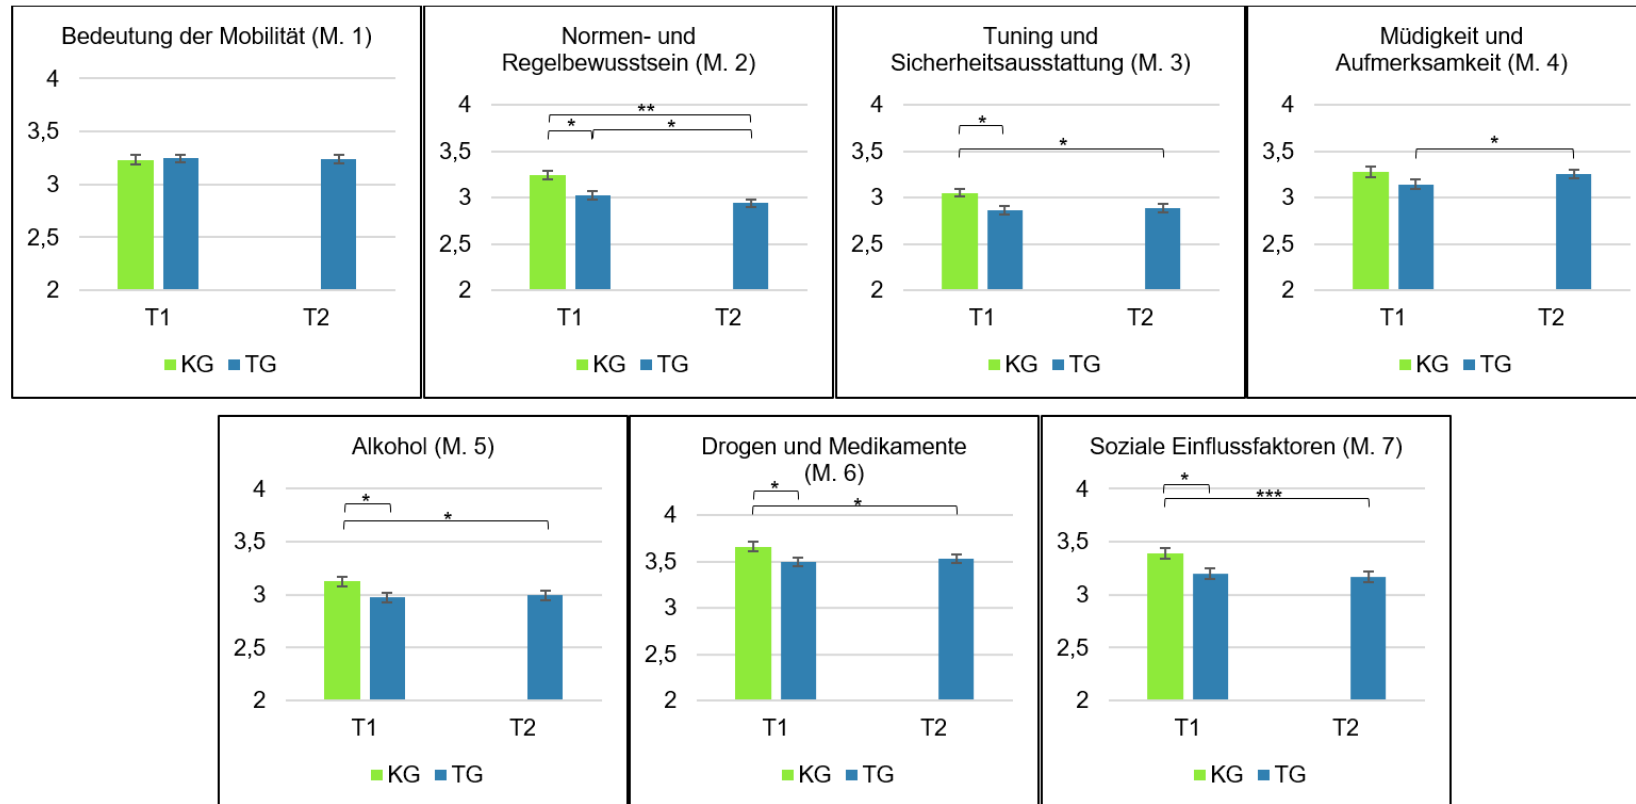 Bedeutung der Mobilität (M. 1)
4
3,5
3
2,5
2
T1 T2
KG TG
Normen- und
Regelbewusstsein (M. 2)
4
**
* *
3,5
3
2,5
2
T1 T2
KG TG
Tuning und
Sicherheitsausstattung (M. 3)
4
*
*
3,5
3
2,5
2
T1 T2
KG TG
Müdigkeit und
Aufmerksamkeit (M. 4)
4
*
3,5
3
2,5
2
T1 T2
KG TG
Alkohol (M. 5)
4
*
*
3,5
3
2,5
2
T1 T2
KG TG
Drogen und Medikamente
(M. 6)
*
*
4
3,5
3
2,5
2
T1 T2
KG TG
Soziale Einflussfaktoren (M. 7)
*
4
***
3,5
3
2,5
2
T1 T2
KG TG